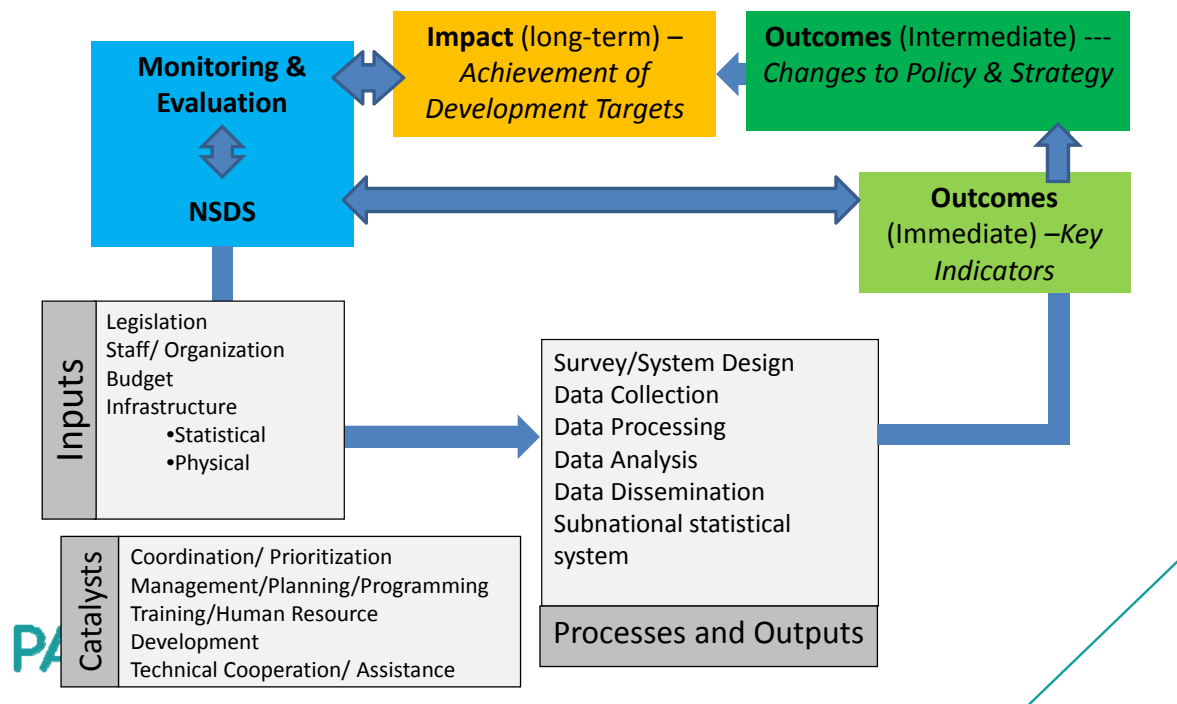 Monitoring &
Evaluation
NSDS
Impact (long-term) –
Achievement of
Development Targets
Outcomes (Intermediate) ---
Changes to Policy & Strategy
Outcomes
(Immediate) –Key
Indicators
Inputs
Legislation
Staff/ Organization
Budget
Infrastructure
•Statistical
•Physical
Survey/System Design
Data Collection
Data Processing
Data Analysis
Data Dissemination
Subnational statistical
system
Processes and Outputs
Catalysts
Coordination/ Prioritization
Management/Planning/Programming
Training/Human Resource
Development
Technical Cooperation/ Assistance